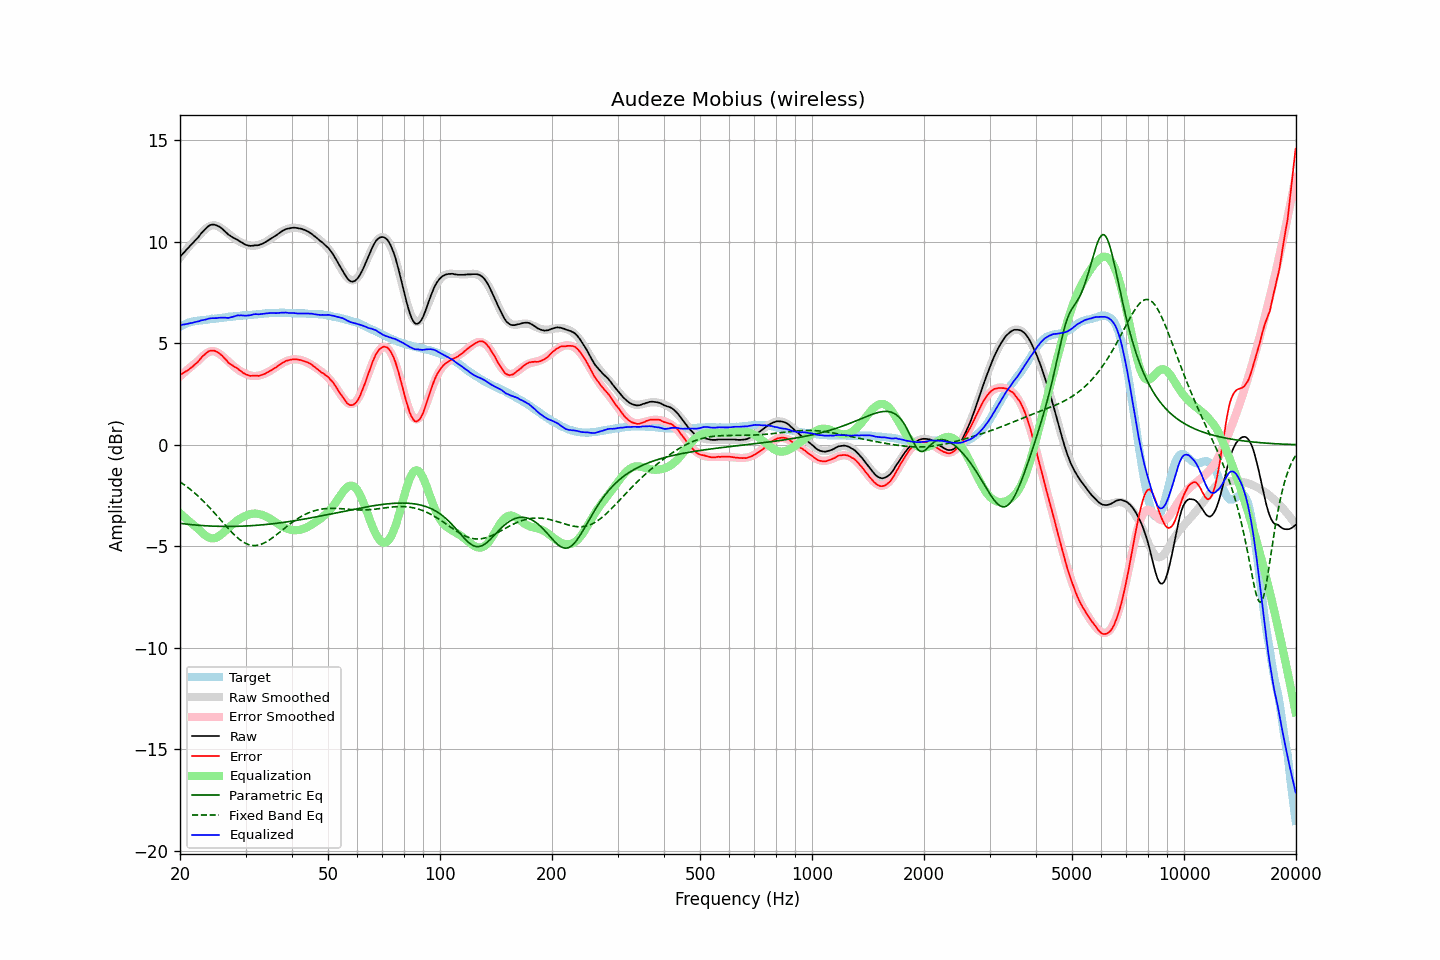 Audeze Mobius (wireless)
15
10
5
0
−5
−10
−15
−20
Amplitude (dBr)
Target
Raw Smoothed
Error Smoothed
Raw
Error
Equalization
Parametric Eq
Fixed Band Eq
Equalized
20 50 100 200 500 1000 2000 5000 10000 20000
Frequency (Hz)